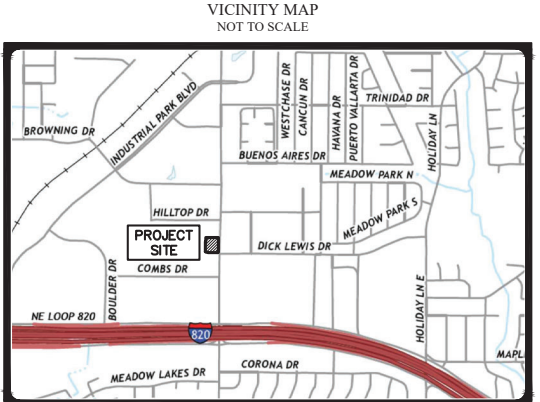 VICINITY MAP
NOT TO SCALE
BROWNING DR
INDUSTRIAL PARK BLVD
WESTCHASE DR
CANCUN DR
HAVANA DR
PUERTO VALLARTA DR
TRINIDAD DR
HOLIDAY LN
BUENOS AIRES DR
MEADOW PARK N
MEADOW PARK S
HILLTOP DR
PROJECT
SITE
DICK LEWIS DR
COMBS DR
BOULDER DR
HOLIDAY LN E
NE LOOP 820
820
MAPL
MEADOW LAKES DR
CORONA DR